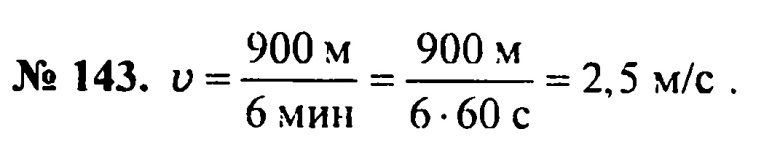 № 143. υ = 900 м / 6 мин = 900 м / 6 · 60 с = 2,5 м/с .